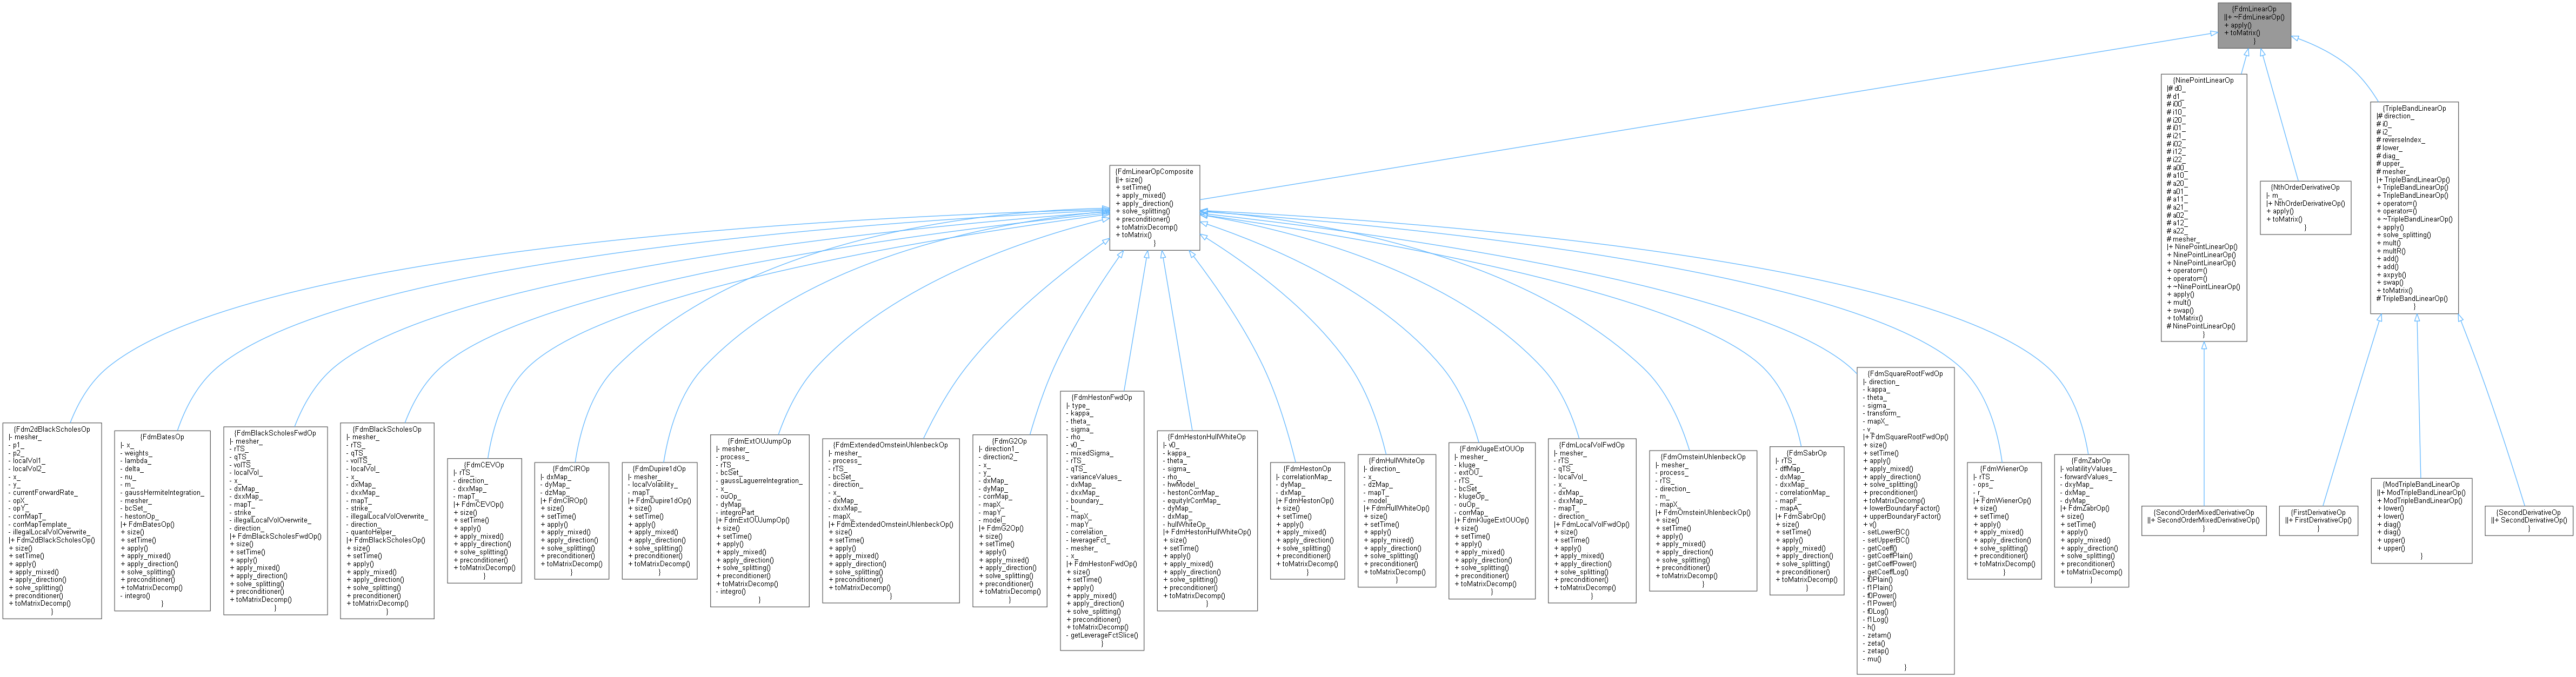 {FdmLinearOp
||+ ~FdmLinearOp()
+ apply()
+ toMatrix()
}
{NinePointLinearOp
|# d0_
# d1_
# i00_
# i10_
# i20_
# i01_
# i21_
# i02_
# i12_
# i22_
# a00_
# a10_
# a20_
# a01_
# a11_
# a21_
# a02_
# a12_
# a22_
# mesher_
|+ NinePointLinearOp()
+ NinePointLinearOp()
+ NinePointLinearOp()
+ operator=()
+ operator=()
+ ~NinePointLinearOp()
+ apply()
+ mult()
+ swap()
+ toMatrix()
# NinePointLinearOp()
}
{NthOrderDerivativeOp
|- m_
|+ NthOrderDerivativeOp()
+ apply()
+ toMatrix()
}
{TripleBandLinearOp
|# direction_
# i0_
# i2_
# reverseIndex_
# lower_
# diag_
# upper_
# mesher_
|+ TripleBandLinearOp()
+ TripleBandLinearOp()
+ TripleBandLinearOp()
+ operator=()
+ operator=()
+ ~TripleBandLinearOp()
+ apply()
+ solve_splitting()
+ mult()
+ multR()
+ add()
+ add()
+ axpyb()
+ swap()
+ toMatrix()
# TripleBandLinearOp()
}
{FdmLinearOpComposite
||+ size()
+ setTime()
+ apply_mixed()
+ apply_direction()
+ solve_splitting()
+ preconditioner()
+ toMatrixDecomp()
+ toMatrix()
}
{Fdm2dBlackScholesOp
|- mesher_
- p1_
- p2_
- localVol1_
- localVol2_
- x_
- y_
- currentForwardRate_
- opX_
- opY_
- corrMapT_
- corrMapTemplate_
- illegalLocalVolOverwrite_
|+ Fdm2dBlackScholesOp()
+ size()
+ setTime()
+ apply()
+ apply_mixed()
+ apply_direction()
+ solve_splitting()
+ preconditioner()
+ toMatrixDecomp()
}
{FdmBatesOp
|- x_
- weights_
- lambda_
- delta_
- nu_
- m_
- gaussHermiteIntegration_
- mesher_
- bcSet_
- hestonOp_
|+ FdmBatesOp()
+ size()
+ setTime()
+ apply()
+ apply_mixed()
+ apply_direction()
+ solve_splitting()
+ preconditioner()
+ toMatrixDecomp()
- integro()
}
{FdmBlackScholesFwdOp
|- mesher_
- rTS_
- qTS_
- volTS_
- localVol_
- x_
- dxMap_
- dxxMap_
- mapT_
- strike_
- illegalLocalVolOverwrite_
- direction_
|+ FdmBlackScholesFwdOp()
+ size()
+ setTime()
+ apply()
+ apply_mixed()
+ apply_direction()
+ solve_splitting()
+ preconditioner()
+ toMatrixDecomp()
}
{FdmBlackScholesOp
|- mesher_
- rTS_
- qTS_
- volTS_
- localVol_
- x_
- dxMap_
- dxxMap_
- mapT_
- strike_
- illegalLocalVolOverwrite_
- direction_
- quantoHelper_
|+ FdmBlackScholesOp()
+ size()
+ setTime()
+ apply()
+ apply_mixed()
+ apply_direction()
+ solve_splitting()
+ preconditioner()
+ toMatrixDecomp()
}
{FdmCEVOp
|- rTS_
- direction_
- dxxMap_
- mapT_
|+ FdmCEVOp()
+ size()
+ setTime()
+ apply()
+ apply_mixed()
+ apply_direction()
+ solve_splitting()
+ preconditioner()
+ toMatrixDecomp()
}
{FdmCIROp
|- dxMap_
- dyMap_
- dzMap_
|+ FdmCIROp()
+ size()
+ setTime()
+ apply()
+ apply_mixed()
+ apply_direction()
+ solve_splitting()
+ preconditioner()
+ toMatrixDecomp()
}
{FdmDupire1dOp
|- mesher_
- localVolatility_
- mapT_
|+ FdmDupire1dOp()
+ size()
+ setTime()
+ apply()
+ apply_mixed()
+ apply_direction()
+ solve_splitting()
+ preconditioner()
+ toMatrixDecomp()
}
{FdmExtOUJumpOp
|- mesher_
- process_
- rTS_
- bcSet_
- gaussLaguerreIntegration_
- x_
- ouOp_
- dyMap_
- integroPart_
|+ FdmExtOUJumpOp()
+ size()
+ setTime()
+ apply()
+ apply_mixed()
+ apply_direction()
+ solve_splitting()
+ preconditioner()
+ toMatrixDecomp()
- integro()
}
{FdmExtendedOrnsteinUhlenbeckOp
|- mesher_
- process_
- rTS_
- bcSet_
- direction_
- x_
- dxMap_
- dxxMap_
- mapX_
|+ FdmExtendedOrnsteinUhlenbeckOp()
+ size()
+ setTime()
+ apply()
+ apply_mixed()
+ apply_direction()
+ solve_splitting()
+ preconditioner()
+ toMatrixDecomp()
}
{FdmG2Op
|- direction1_
- direction2_
- x_
- y_
- dxMap_
- dyMap_
- corrMap_
- mapX_
- mapY_
- model_
|+ FdmG2Op()
+ size()
+ setTime()
+ apply()
+ apply_mixed()
+ apply_direction()
+ solve_splitting()
+ preconditioner()
+ toMatrixDecomp()
}
{FdmHestonFwdOp
|- type_
- kappa_
- theta_
- sigma_
- rho_
- v0_
- mixedSigma_
- rTS_
- qTS_
- varianceValues_
- dxMap_
- dxxMap_
- boundary_
- L_
- mapX_
- mapY_
- correlation_
- leverageFct_
- mesher_
- x_
|+ FdmHestonFwdOp()
+ size()
+ setTime()
+ apply()
+ apply_mixed()
+ apply_direction()
+ solve_splitting()
+ preconditioner()
+ toMatrixDecomp()
- getLeverageFctSlice()
}
{FdmHestonHullWhiteOp
|- v0_
- kappa_
- theta_
- sigma_
- rho_
- hwModel_
- hestonCorrMap_
- equityIrCorrMap_
- dyMap_
- dxMap_
- hullWhiteOp_
|+ FdmHestonHullWhiteOp()
+ size()
+ setTime()
+ apply()
+ apply_mixed()
+ apply_direction()
+ solve_splitting()
+ preconditioner()
+ toMatrixDecomp()
}
{FdmHestonOp
|- correlationMap_
- dyMap_
- dxMap_
|+ FdmHestonOp()
+ size()
+ setTime()
+ apply()
+ apply_mixed()
+ apply_direction()
+ solve_splitting()
+ preconditioner()
+ toMatrixDecomp()
}
{FdmHullWhiteOp
|- direction_
- x_
- dzMap_
- mapT_
- model_
|+ FdmHullWhiteOp()
+ size()
+ setTime()
+ apply()
+ apply_mixed()
+ apply_direction()
+ solve_splitting()
+ preconditioner()
+ toMatrixDecomp()
}
{FdmKlugeExtOUOp
|- mesher_
- kluge_
- extOU_
- rTS_
- bcSet_
- klugeOp_
- ouOp_
- corrMap_
|+ FdmKlugeExtOUOp()
+ size()
+ setTime()
+ apply()
+ apply_mixed()
+ apply_direction()
+ solve_splitting()
+ preconditioner()
+ toMatrixDecomp()
}
{FdmLocalVolFwdOp
|- mesher_
- rTS_
- qTS_
- localVol_
- x_
- dxMap_
- dxxMap_
- mapT_
- direction_
|+ FdmLocalVolFwdOp()
+ size()
+ setTime()
+ apply()
+ apply_mixed()
+ apply_direction()
+ solve_splitting()
+ preconditioner()
+ toMatrixDecomp()
}
{FdmOrnsteinUhlenbeckOp
|- mesher_
- process_
- rTS_
- direction_
- m_
- mapX_
|+ FdmOrnsteinUhlenbeckOp()
+ size()
+ setTime()
+ apply()
+ apply_mixed()
+ apply_direction()
+ solve_splitting()
+ preconditioner()
+ toMatrixDecomp()
}
{FdmSabrOp
|- rTS_
- dffMap_
- dxMap_
- dxxMap_
- correlationMap_
- mapF_
- mapA_
|+ FdmSabrOp()
+ size()
+ setTime()
+ apply()
+ apply_mixed()
+ apply_direction()
+ solve_splitting()
+ preconditioner()
+ toMatrixDecomp()
}
{FdmSquareRootFwdOp
|- direction_
- kappa_
- theta_
- sigma_
- transform_
- mapX_
- v_
|+ FdmSquareRootFwdOp()
+ size()
+ setTime()
+ apply()
+ apply_mixed()
+ apply_direction()
+ solve_splitting()
+ preconditioner()
+ toMatrixDecomp()
+ lowerBoundaryFactor()
+ upperBoundaryFactor()
+ v()
- setLowerBC()
- setUpperBC()
- getCoeff()
- getCoeffPlain()
- getCoeffPower()
- getCoeffLog()
- f0Plain()
- f1Plain()
- f0Power()
- f1Power()
- f0Log()
- f1Log()
- h()
- zetam()
- zeta()
- zetap()
- mu()
}
{FdmWienerOp
|- rTS_
- ops_
- r_
|+ FdmWienerOp()
+ size()
+ setTime()
+ apply()
+ apply_mixed()
+ apply_direction()
+ solve_splitting()
+ preconditioner()
+ toMatrixDecomp()
}
{FdmZabrOp
|- volatilityValues_
- forwardValues_
- dxyMap_
- dxMap_
- dyMap_
|+ FdmZabrOp()
+ size()
+ setTime()
+ apply()
+ apply_mixed()
+ apply_direction()
+ solve_splitting()
+ preconditioner()
+ toMatrixDecomp()
}
{SecondOrderMixedDerivativeOp
||+ SecondOrderMixedDerivativeOp()
}
{FirstDerivativeOp
||+ FirstDerivativeOp()
}
{ModTripleBandLinearOp
||+ ModTripleBandLinearOp()
+ ModTripleBandLinearOp()
+ lower()
+ lower()
+ diag()
+ diag()
+ upper()
+ upper()
}
{SecondDerivativeOp
||+ SecondDerivativeOp()
}